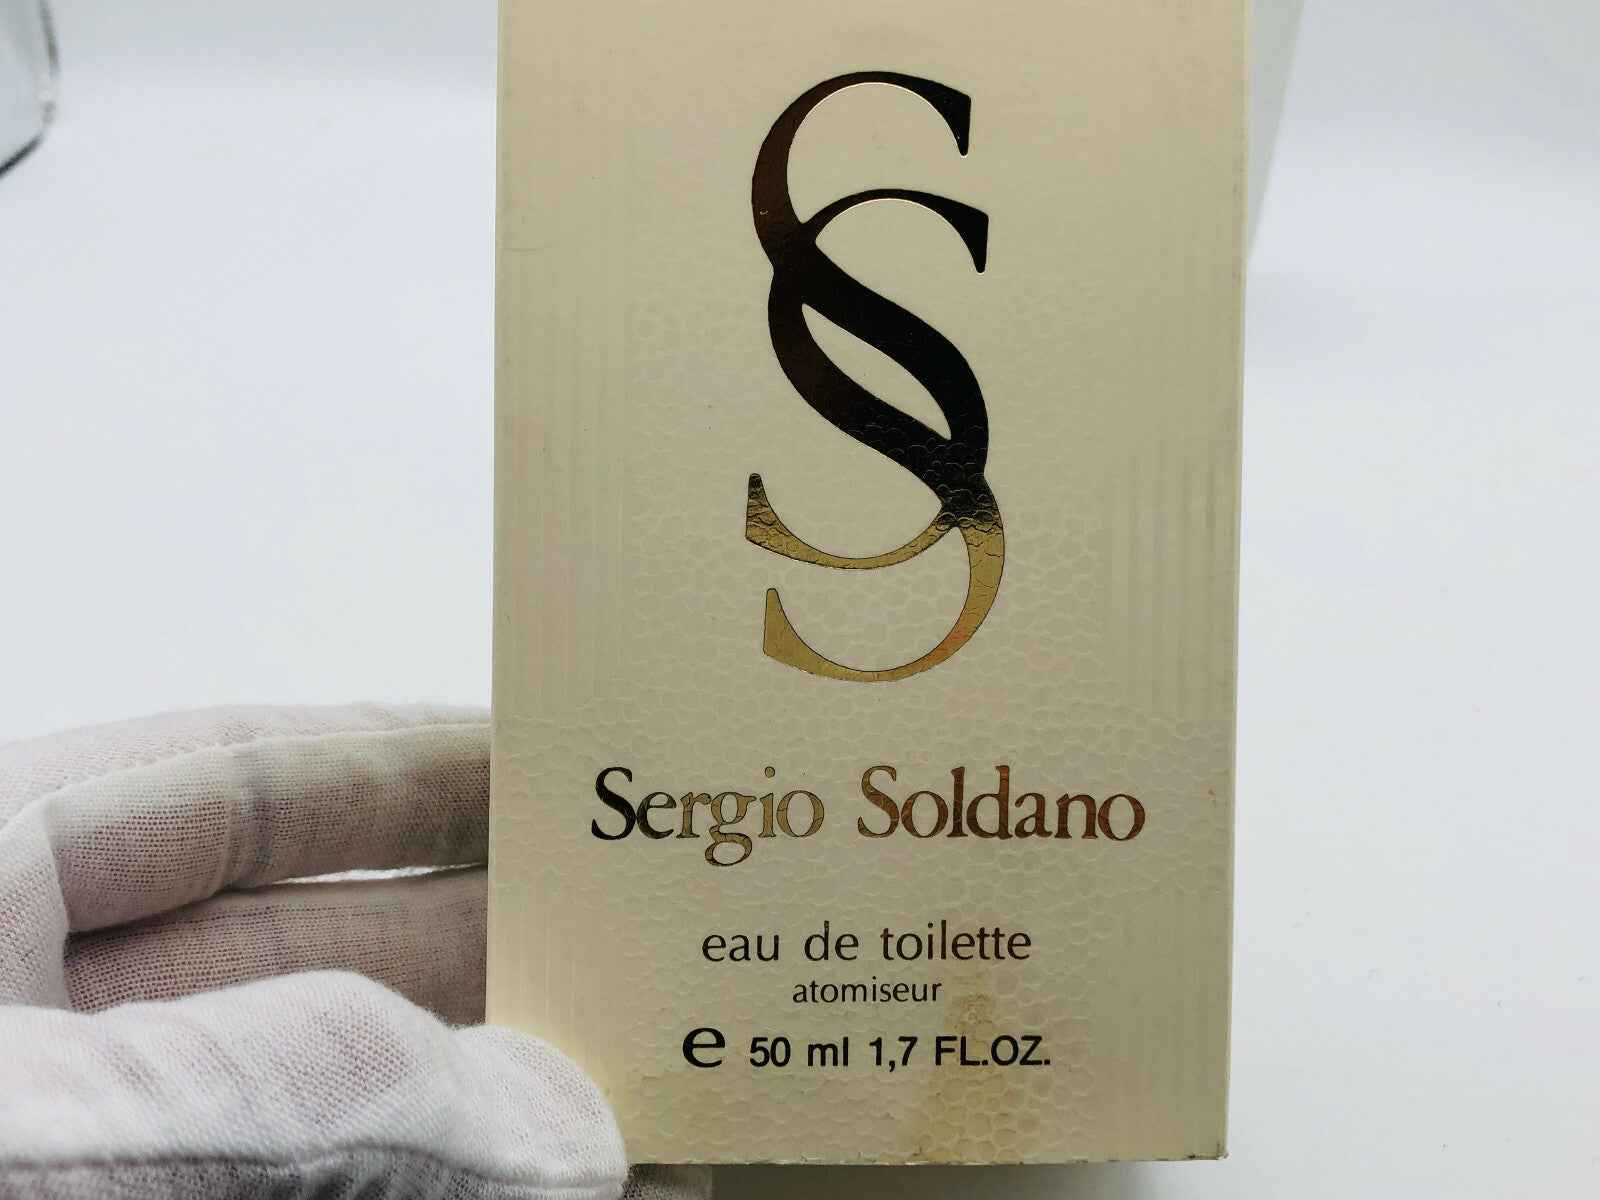 SS
Sergio Soldano
eau de toilette
atomiseur
e 50 ml 1,7 FL.OZ.